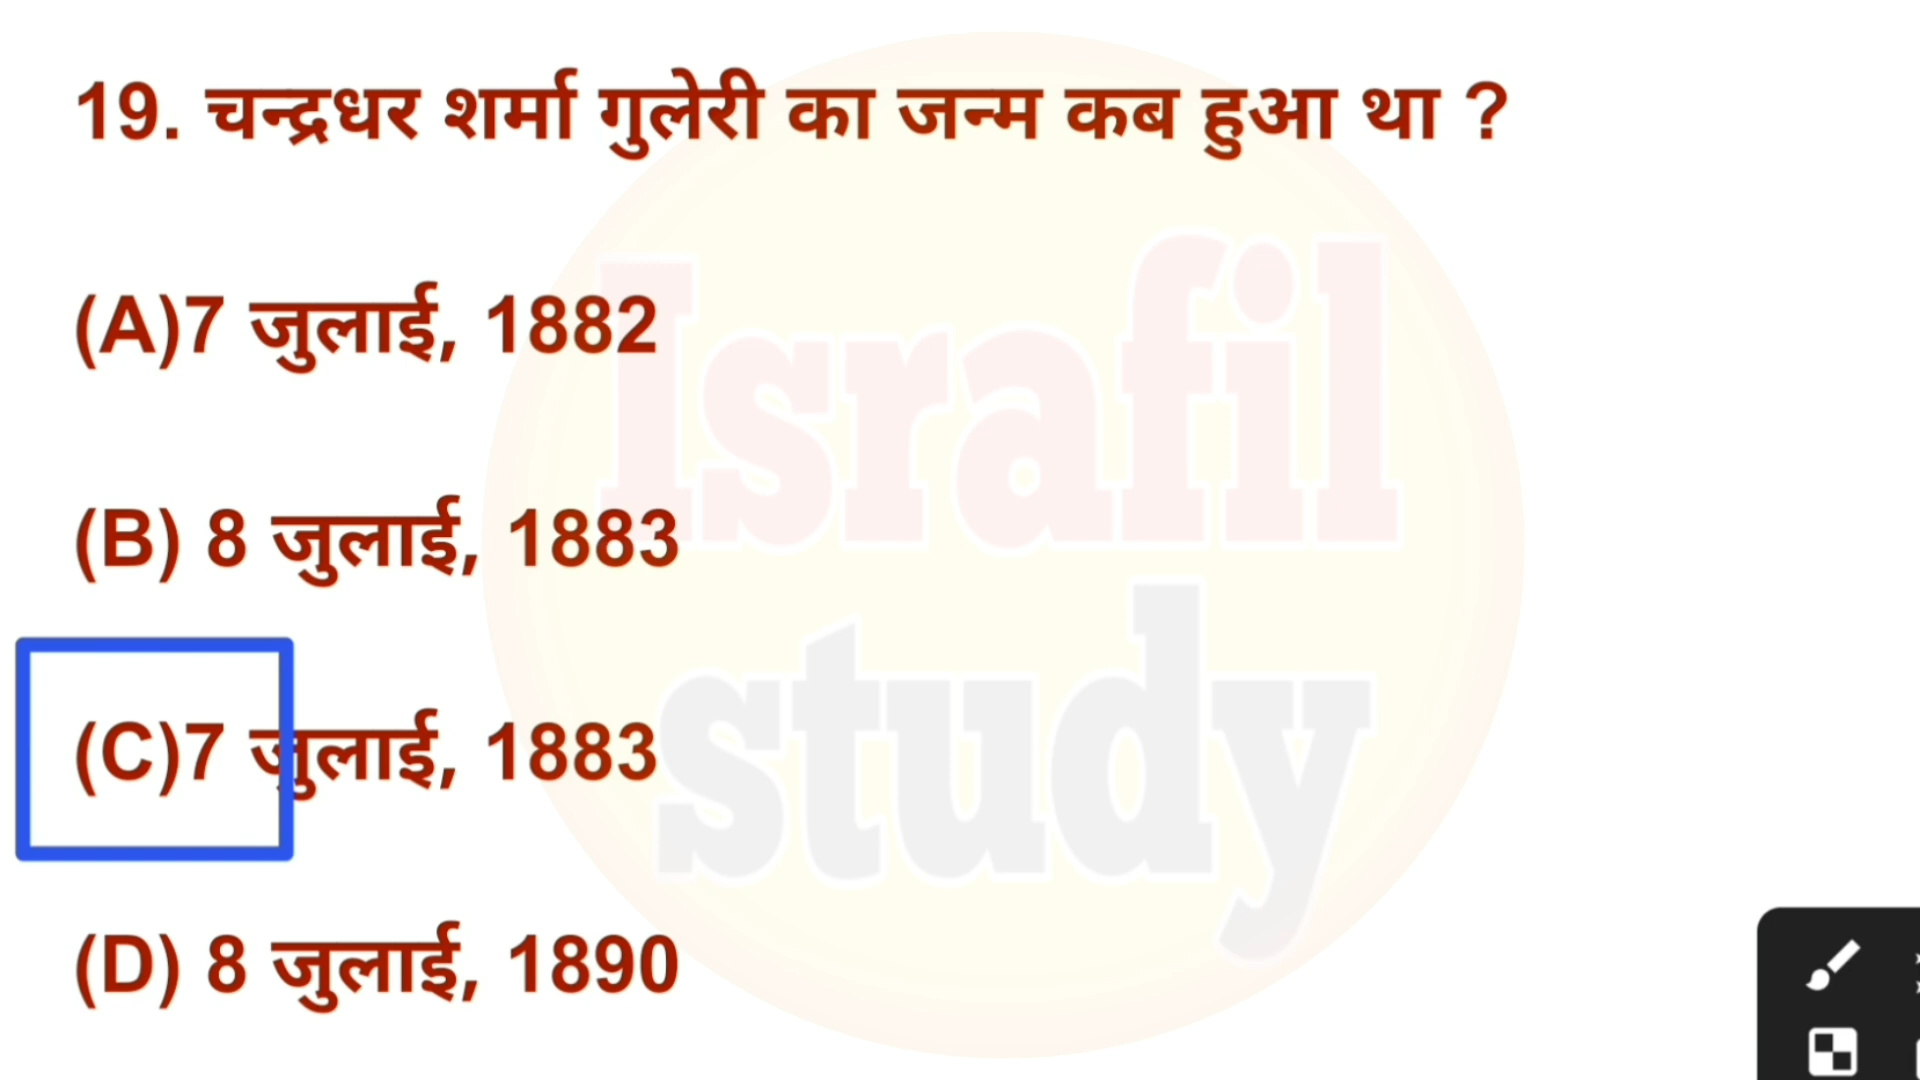 19. चन्द्रधर शर्मा गुलेरी का जन्म कब हुआ था ?
(A)7 जुलाई, 1882
(B) 8 जुलाई, 1883
(C)7 जुलाई, 1883
(D) 8 जुलाई, 1890
Israfil
study